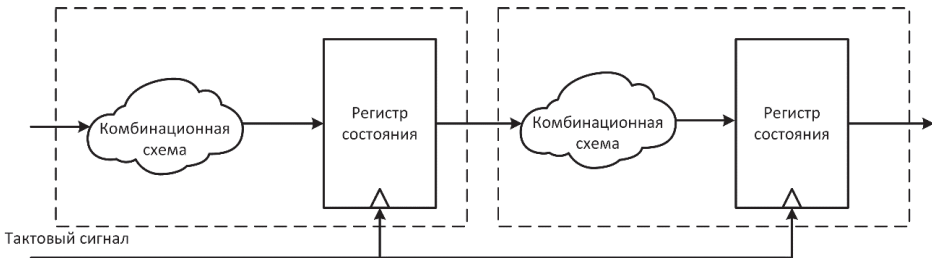 Комбинационная
схема
Регистр
состояния
Комбинационная
схема
Регистр
состояния
Тактовый сигнал